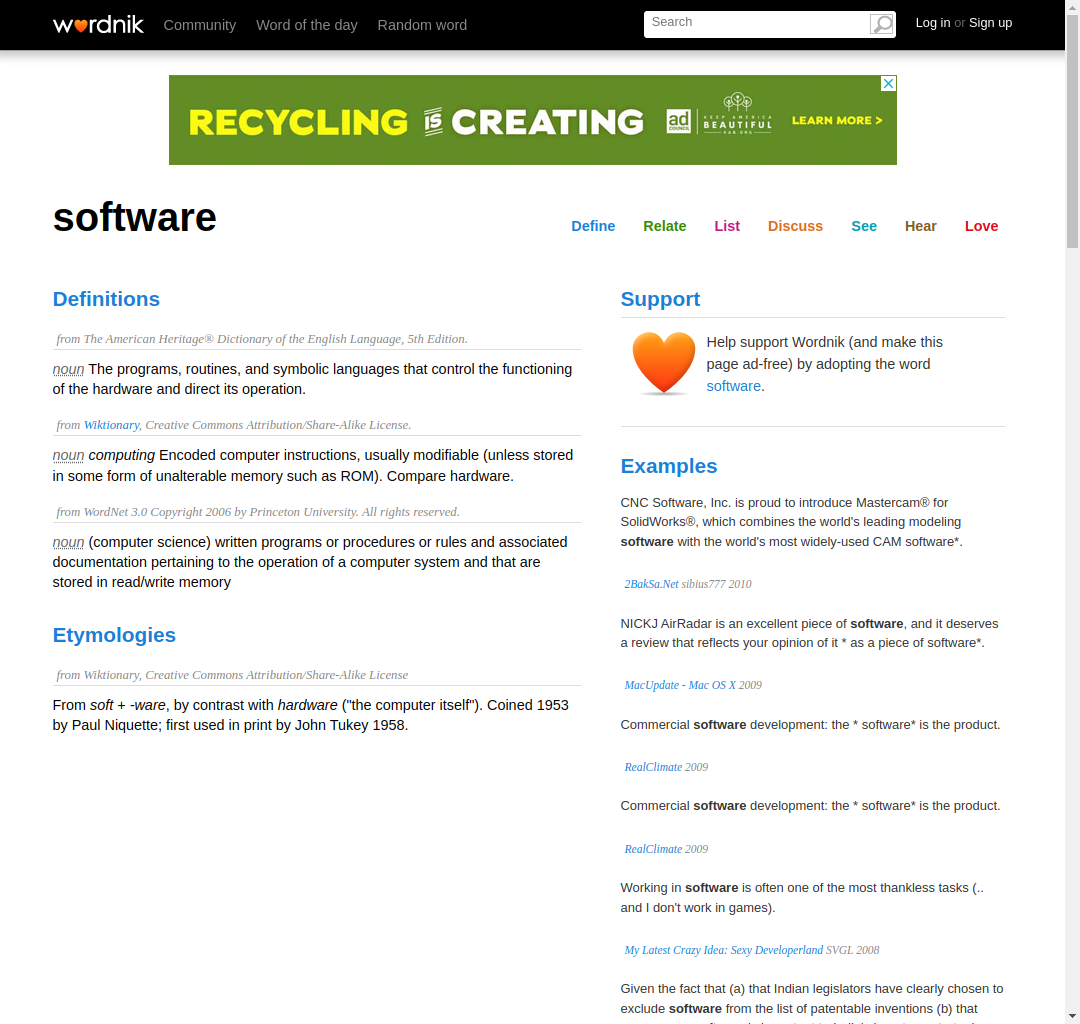 wordnik Community Word of the day Random word Search Log in or Sign up
RECYCLING IS CREATING ad COUNCIL KEEP AMERICA BEAUTIFUL KAB.ORG LEARN MORE >
software
Define Relate List Discuss See Hear Love
Definitions
from The American Heritage® Dictionary of the English Language, 5th Edition.
noun The programs, routines, and symbolic languages that control the functioning
of the hardware and direct its operation.
from Wiktionary, Creative Commons Attribution/Share-Alike License.
noun computing Encoded computer instructions, usually modifiable (unless stored
in some form of unalterable memory such as ROM). Compare hardware.
from WordNet 3.0 Copyright 2006 by Princeton University. All rights reserved.
noun (computer science) written programs or procedures or rules and associated
documentation pertaining to the operation of a computer system and that are
stored in read/write memory
Etymologies
from Wiktionary, Creative Commons Attribution/Share-Alike License
From soft + -ware, by contrast with hardware ("the computer itself"). Coined 1953
by Paul Niquette; first used in print by John Tukey 1958.
Support
Help support Wordnik (and make this
page ad-free) by adopting the word
software.
Examples
CNC Software, Inc. is proud to introduce Mastercam® for
SolidWorks®, which combines the world's leading modeling
software with the world's most widely-used CAM software*.
2BakSa.Net sibius777 2010
NICKJ AirRadar is an excellent piece of software, and it deserves
a review that reflects your opinion of it * as a piece of software*.
MacUpdate - Mac OS X 2009
Commercial software development: the * software* is the product.
RealClimate 2009
Commercial software development: the * software* is the product.
RealClimate 2009
Working in software is often one of the most thankless tasks (..
and I don't work in games).
My Latest Crazy Idea: Sexy Developerland SVGL 2008
Given the fact that (a) that Indian legislators have clearly chosen to
exclude software from the list of patentable inventions (b) that